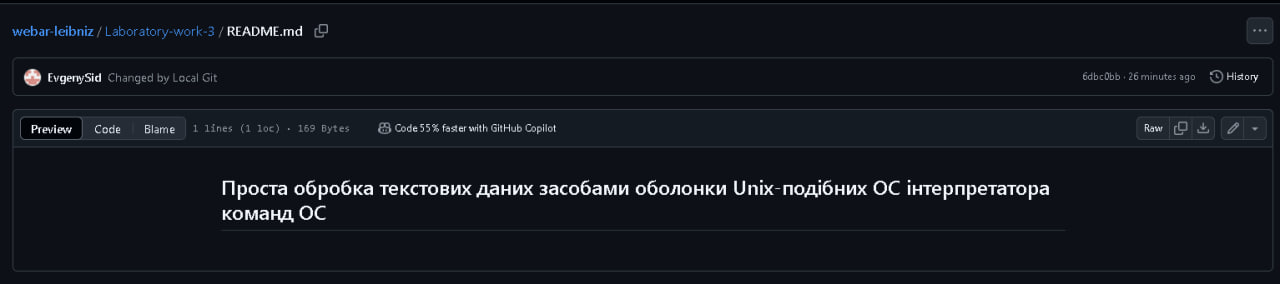 webar-leibniz / Laboratory-work-3 / README.md
EvgenySid Changed by Local Git 6dbc0bb · 26 minutes ago History
Preview Code Blame 1 lines (1 loc) · 169 Bytes Code 55% faster with GitHub Copilot Raw
Проста обробка текстових даних засобами оболонки Unix-подібних ОС інтерпретатора
команд ОС